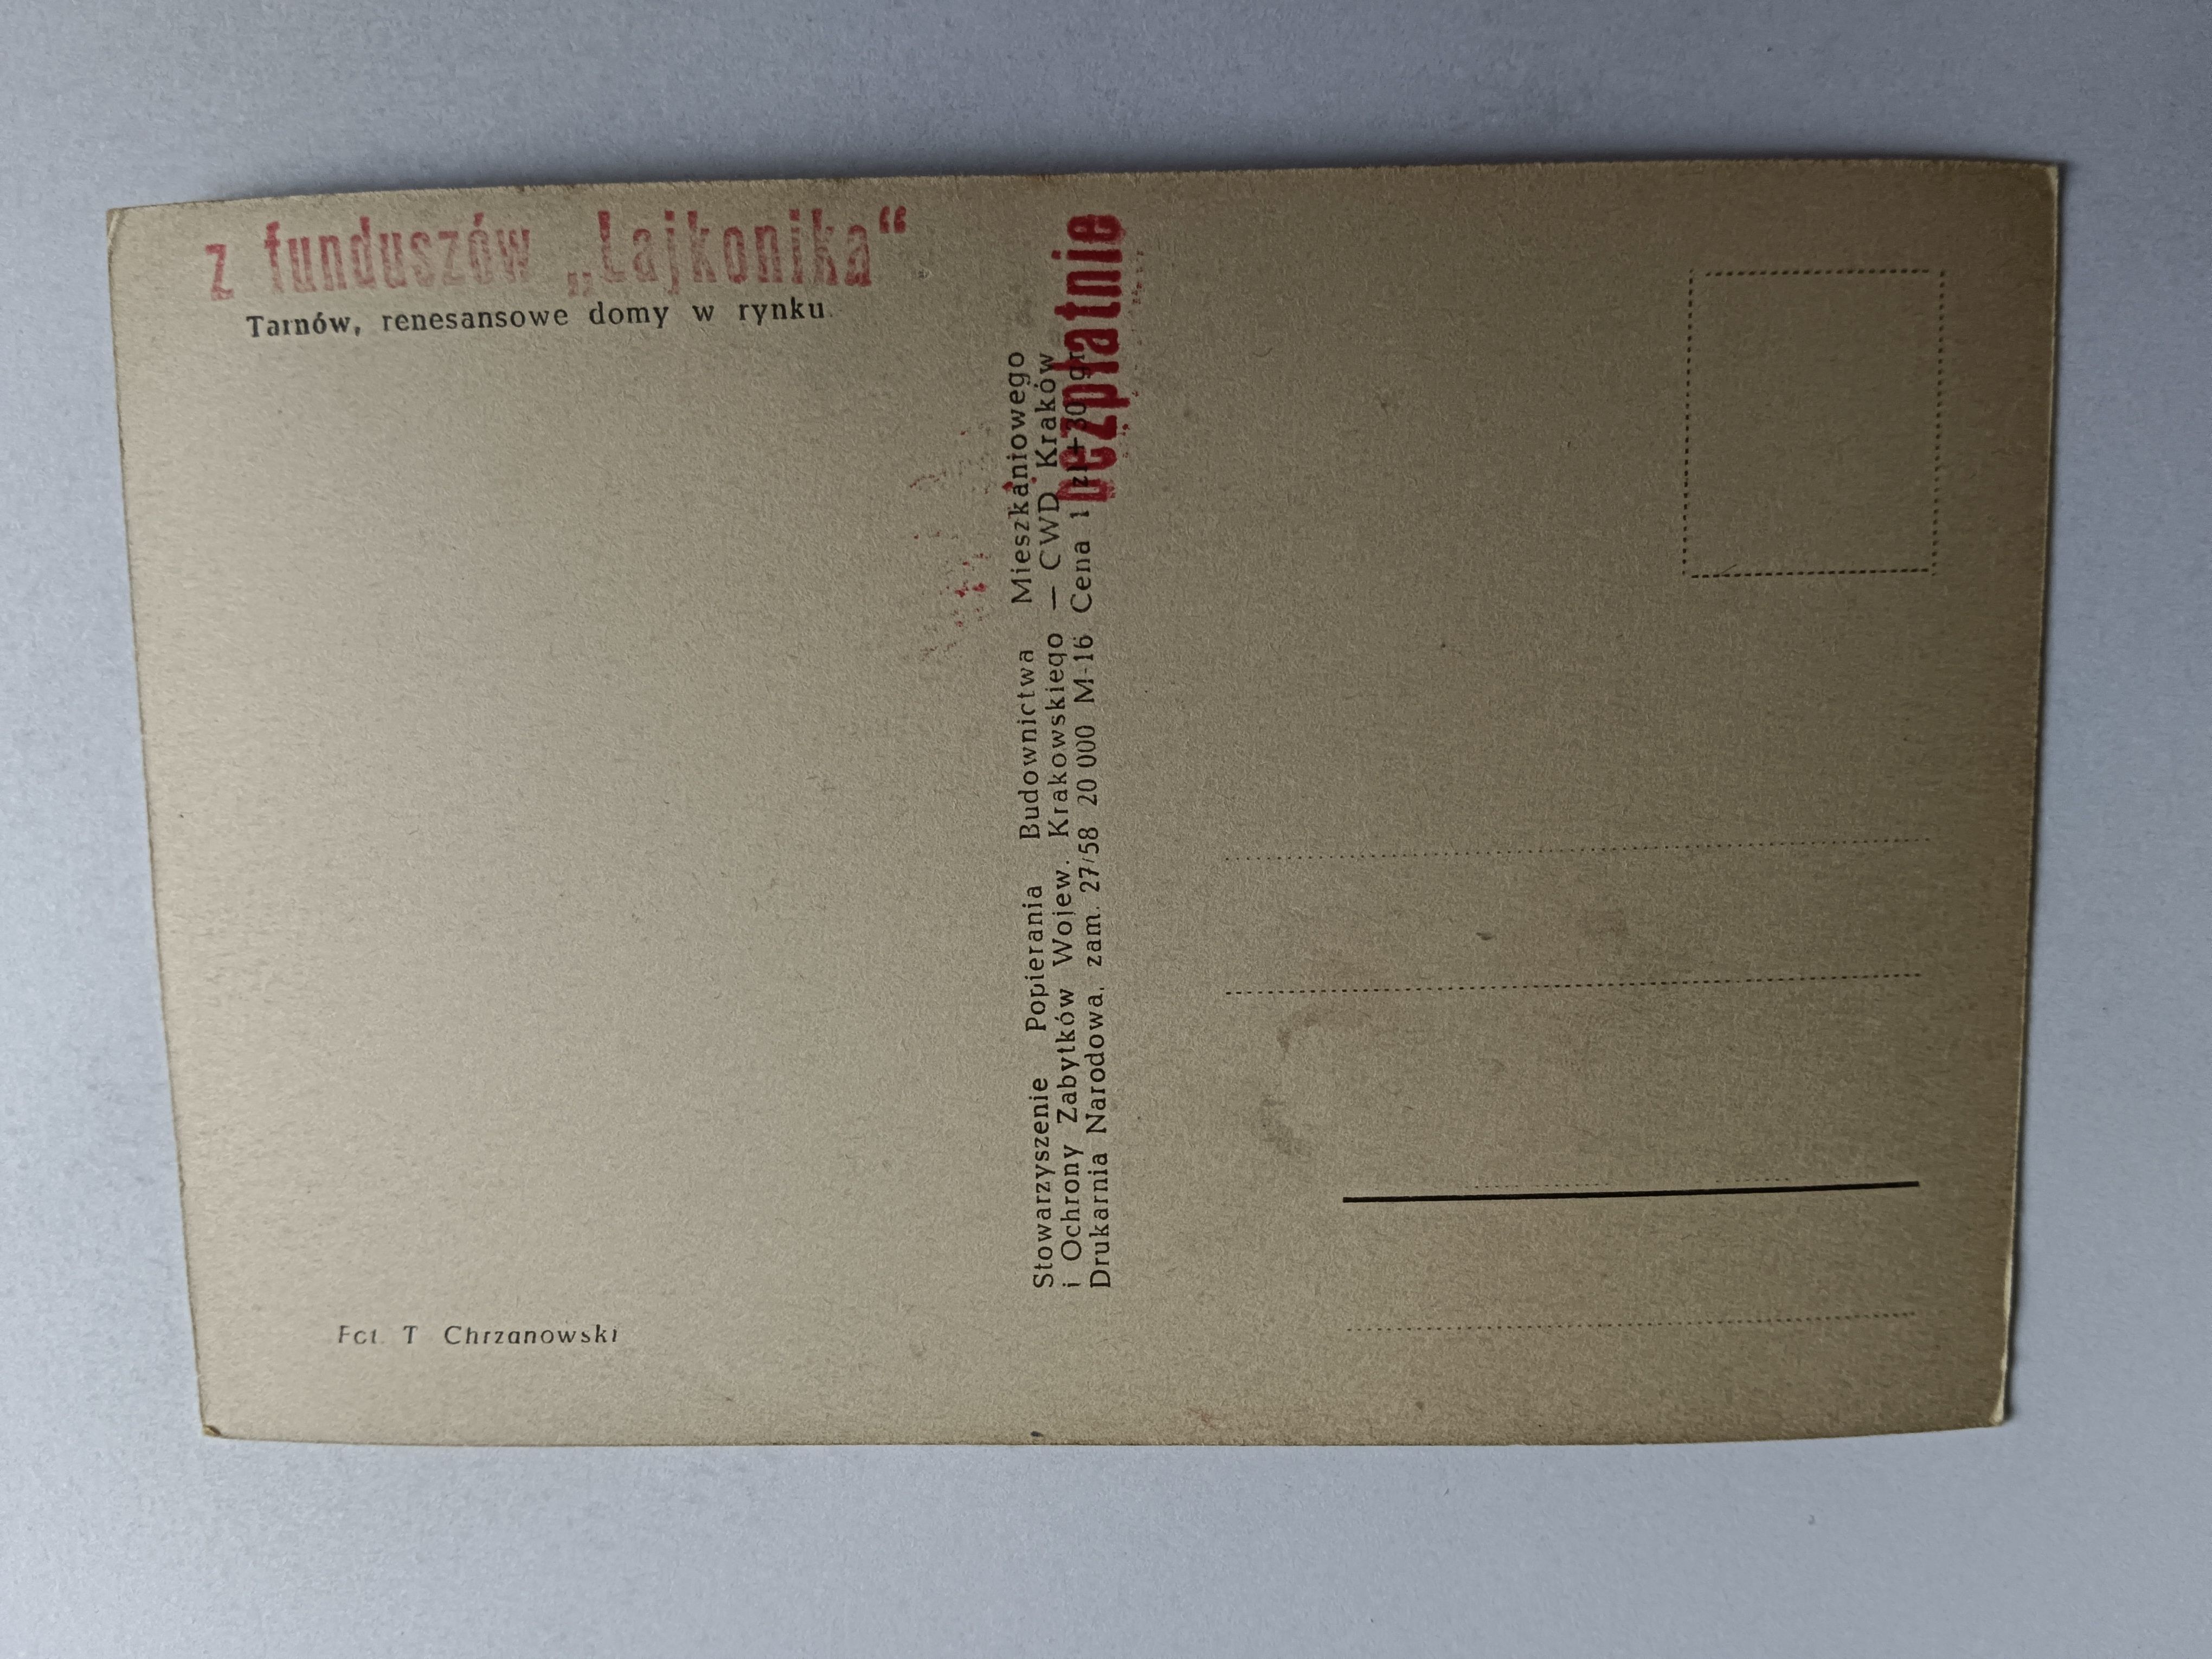 z funduszów „Lajkonika“
Tarnów, renesansowe domy w rynku
Stowarzyszenie Popierania Budownictwa Mieszkaniowego
i Ochrony Zabytków Wojew. Krakowskiego — CWD Kraków
Drukarnia Narodowa, zam. 27/58 20 000 M-16 Cena 1 zł+30 gr
bezpłatnie
Fot. T Chrzanowski